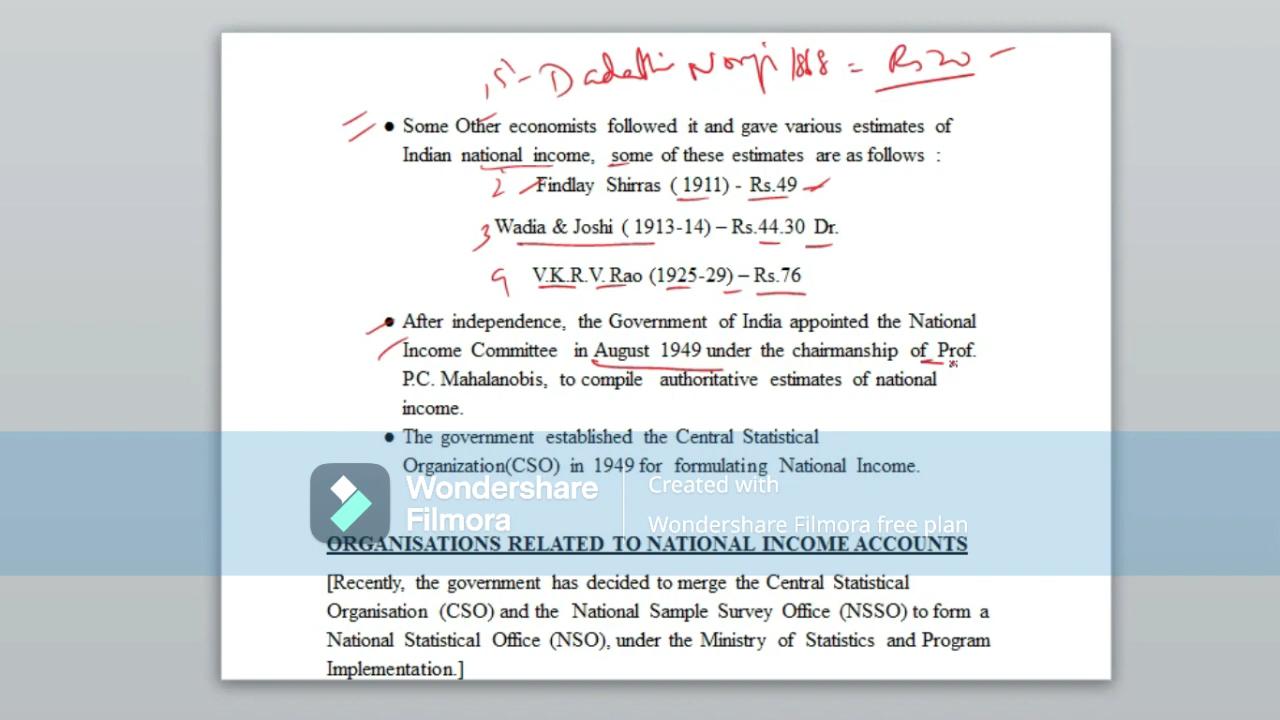 1st - Dadabhi Noroji 1868 = Rs 20 -
● Some Other economists followed it and gave various estimates of
Indian national income, some of these estimates are as follows :
2 Findlay Shirras ( 1911) - Rs.49
3 Wadia & Joshi ( 1913-14) – Rs.44.30 Dr.
4 V.K.R.V. Rao (1925-29) – Rs.76
● After independence, the Government of India appointed the National
Income Committee in August 1949 under the chairmanship of Prof.
P.C. Mahalanobis, to compile authoritative estimates of national
income.
● The government established the Central Statistical
Organization(CSO) in 1949 for formulating National Income.
Wondershare
Filmora
Created with
Wondershare Filmora free plan
ORGANISATIONS RELATED TO NATIONAL INCOME ACCOUNTS
[Recently, the government has decided to merge the Central Statistical
Organisation (CSO) and the National Sample Survey Office (NSSO) to form a
National Statistical Office (NSO), under the Ministry of Statistics and Program
Implementation.]